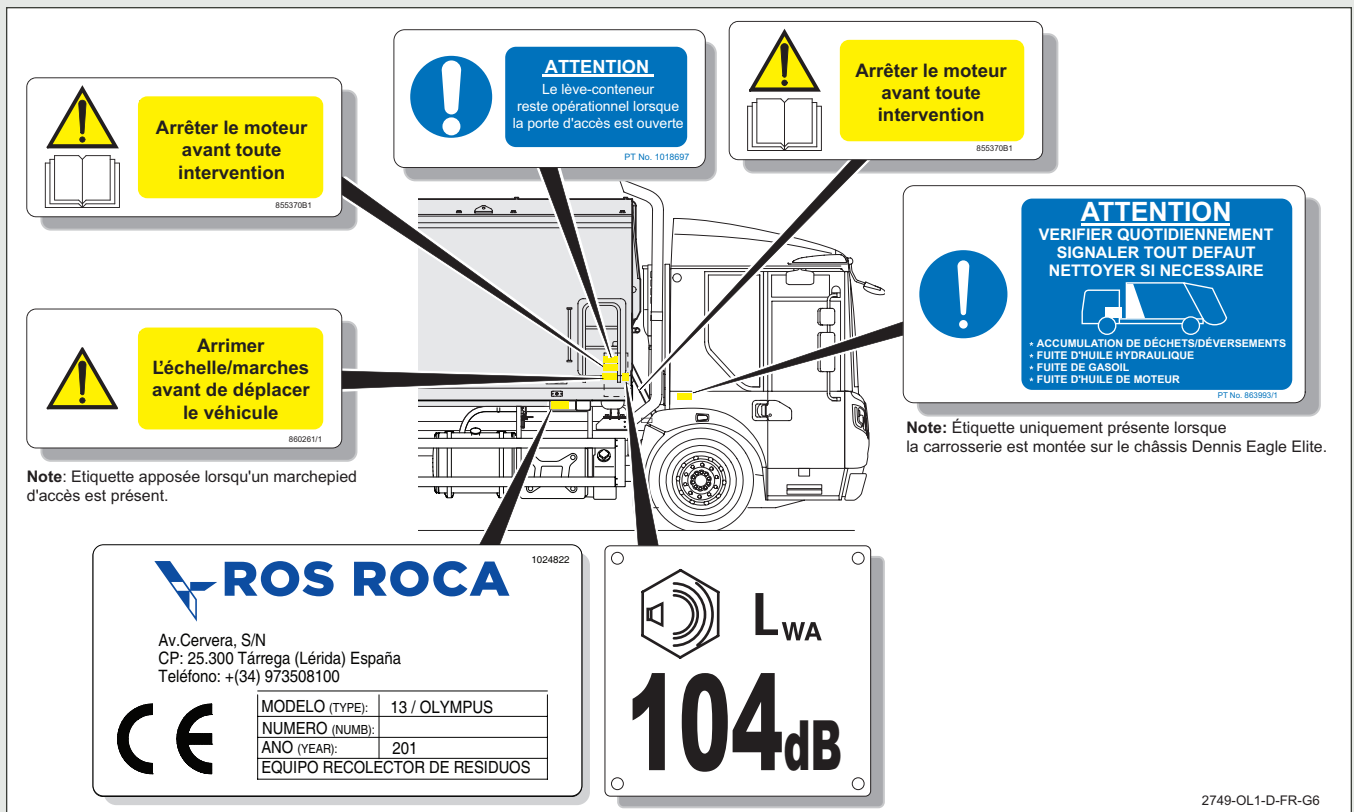 Arrêter le moteur
avant toute
intervention
855370B1
ATTENTION
Le lève-conteneur
reste opérationnel lorsque
la porte d'accès est ouverte
PT No. 1018697
Arrêter le moteur
avant toute
intervention
855370B1
ATTENTION
VERIFIER QUOTIDIENNEMENT
SIGNALER TOUT DEFAUT
NETTOYER SI NECESSAIRE
* ACCUMULATION DE DÉCHETS/DÉVERSEMENTS
* FUITE D'HUILE HYDRAULIQUE
* FUITE DE GASOIL
* FUITE D'HUILE DE MOTEUR
PT No. 863993/1
Note: Étiquette uniquement présente lorsque
la carrosserie est montée sur le châssis Dennis Eagle Elite.
Arrimer
L'échelle/marches
avant de déplacer
le véhicule
860261/1
Note: Etiquette apposée lorsqu'un marchepied
d'accès est présent.
1024822
ROS ROCA
Av.Cervera, S/N
CP: 25.300 Tárrega (Lérida) España
Teléfono: +(34) 973508100
CE
MODELO (TYPE): 13 / OLYMPUS
NUMERO (NUMB):
ANO (YEAR): 201
EQUIPO RECOLECTOR DE RESIDUOS
LWA
104dB
2749-OL1-D-FR-G6